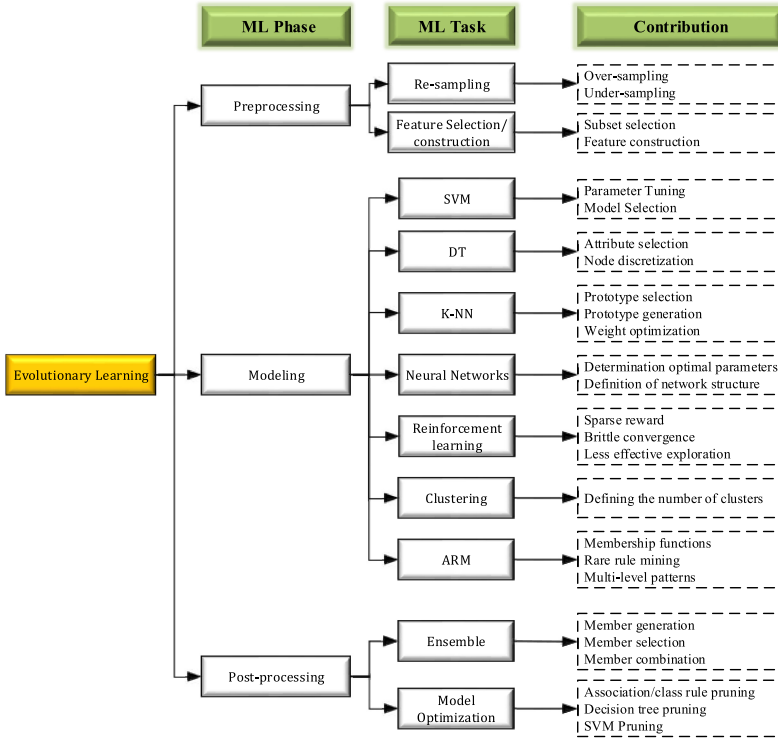 ML Phase
ML Task
Contribution
Evolutionary Learning
Preprocessing
Re-sampling
Over-sampling
Under-sampling
Feature Selection/
construction
Subset selection
Feature construction
Modeling
SVM
Parameter Tuning
Model Selection
DT
Attribute selection
Node discretization
K-NN
Prototype selection
Prototype generation
Weight optimization
Neural Networks
Determination optimal parameters
Definition of network structure
Reinforcement
learning
Sparse reward
Brittle convergence
Less effective exploration
Clustering
Defining the number of clusters
ARM
Membership functions
Rare rule mining
Multi-level patterns
Post-processing
Ensemble
Member generation
Member selection
Member combination
Model
Optimization
Association/class rule pruning
Decision tree pruning
SVM Pruning